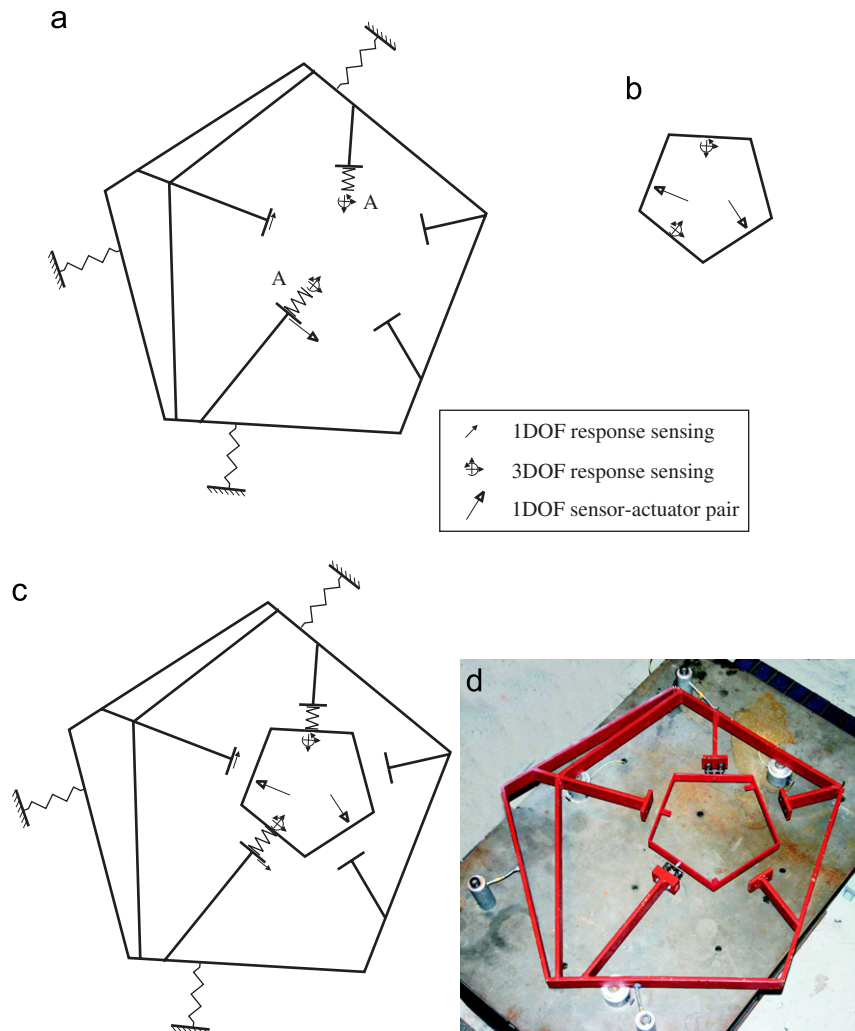 a
b
A
A
1DOF response sensing
3DOF response sensing
1DOF sensor-actuator pair
c
d